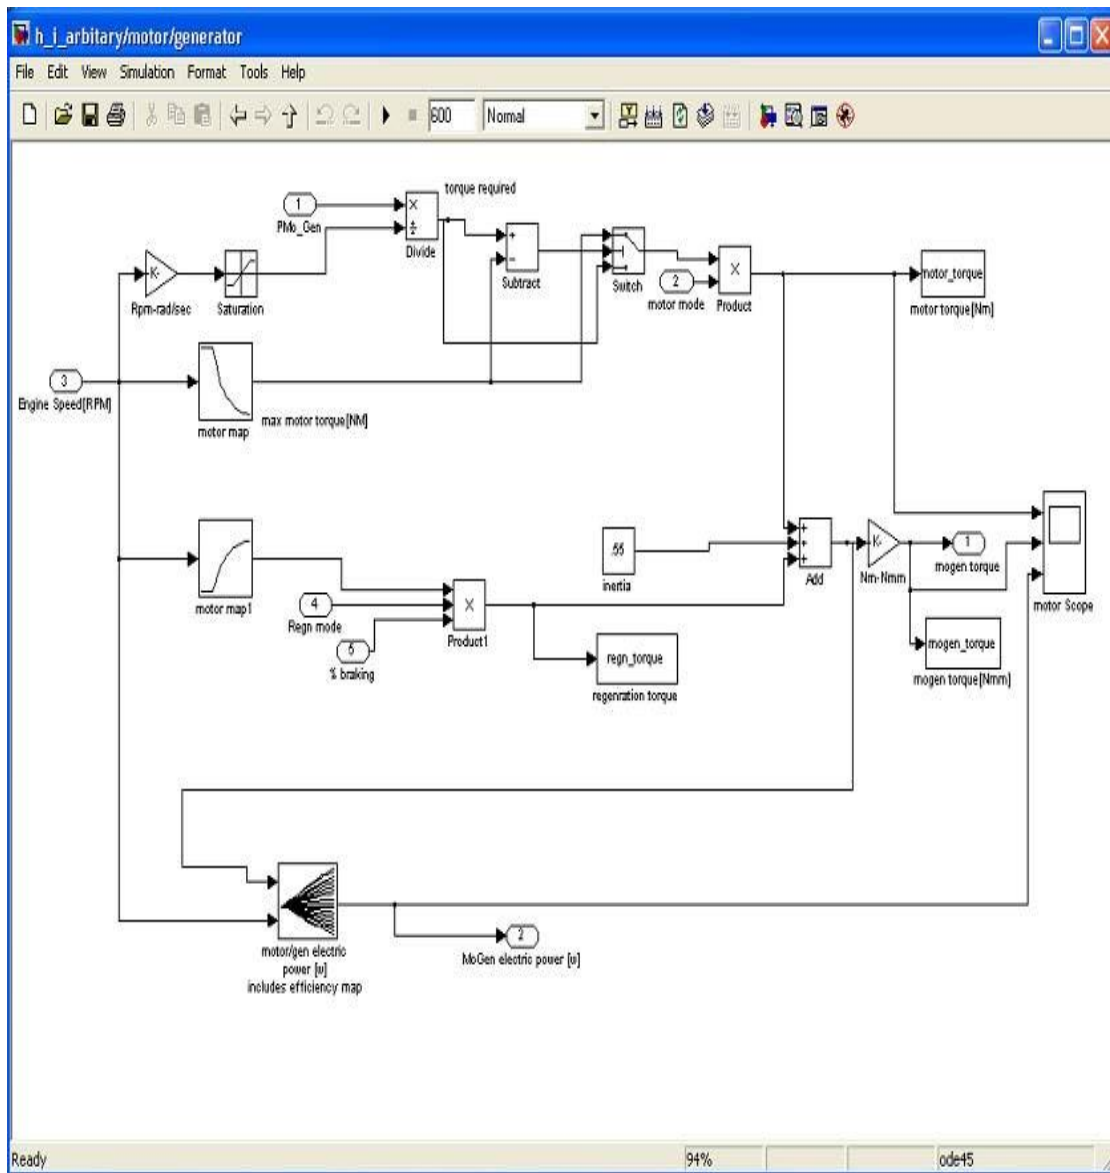 h_i_arbitary/motor/generator
File Edit View Simulation Format Tools Help
600 Normal
torque required
1
PMo_Gen
×
÷
Divide
K-
Rpm-rad/sec
Saturation
+
−
Subtract
Switch
2
motor mode
×
Product
motor_torque
motor torque[Nm]
3
Engine Speed[RPM]
motor map
max motor torque[NM]
motor map1
4
Regn mode
5
% braking
×
Product1
regn_torque
regenration torque
.55
inertia
+
+
+
Add
K-
Nm-Nmm
1
mogen torque
mogen_torque
mogen torque[Nmm]
motor Scope
motor/gen electric
power [w]
includes efficiency map
2
MoGen electric power [w]
Ready 94% ode45